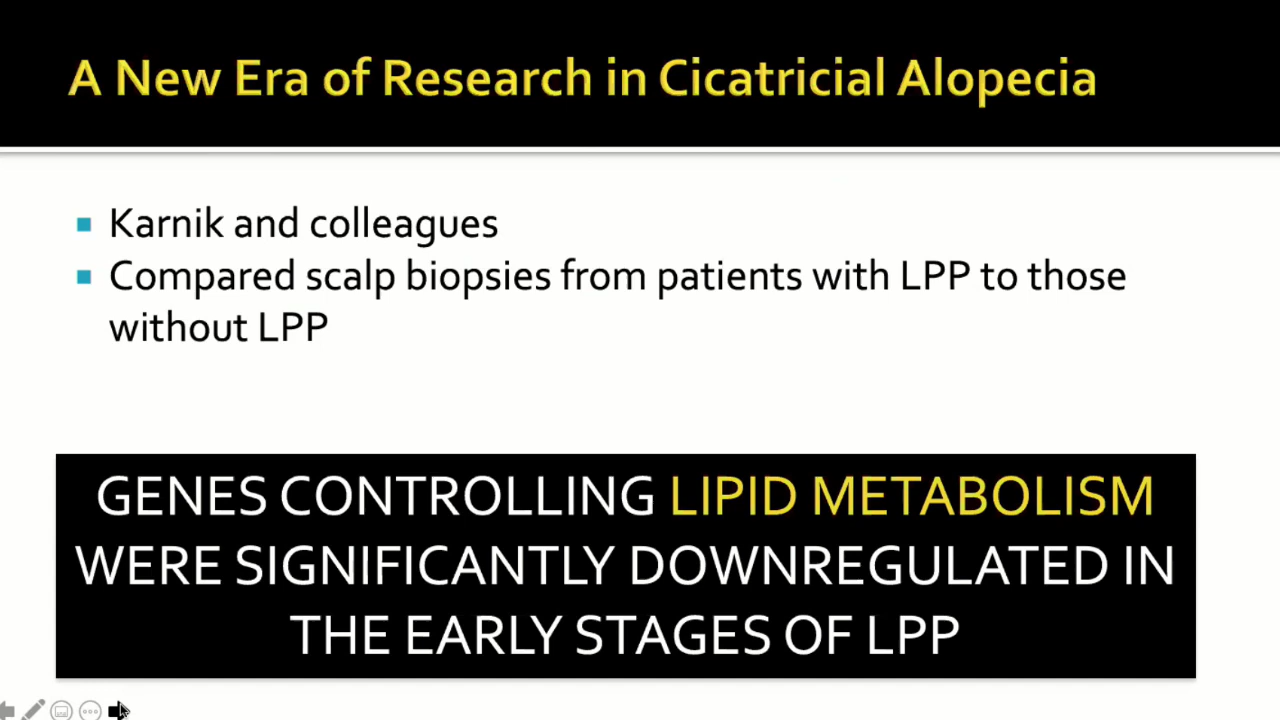 A New Era of Research in Cicatricial Alopecia
Karnik and colleagues
Compared scalp biopsies from patients with LPP to those
without LPP
GENES CONTROLLING LIPID METABOLISM
WERE SIGNIFICANTLY DOWNREGULATED IN
THE EARLY STAGES OF LPP